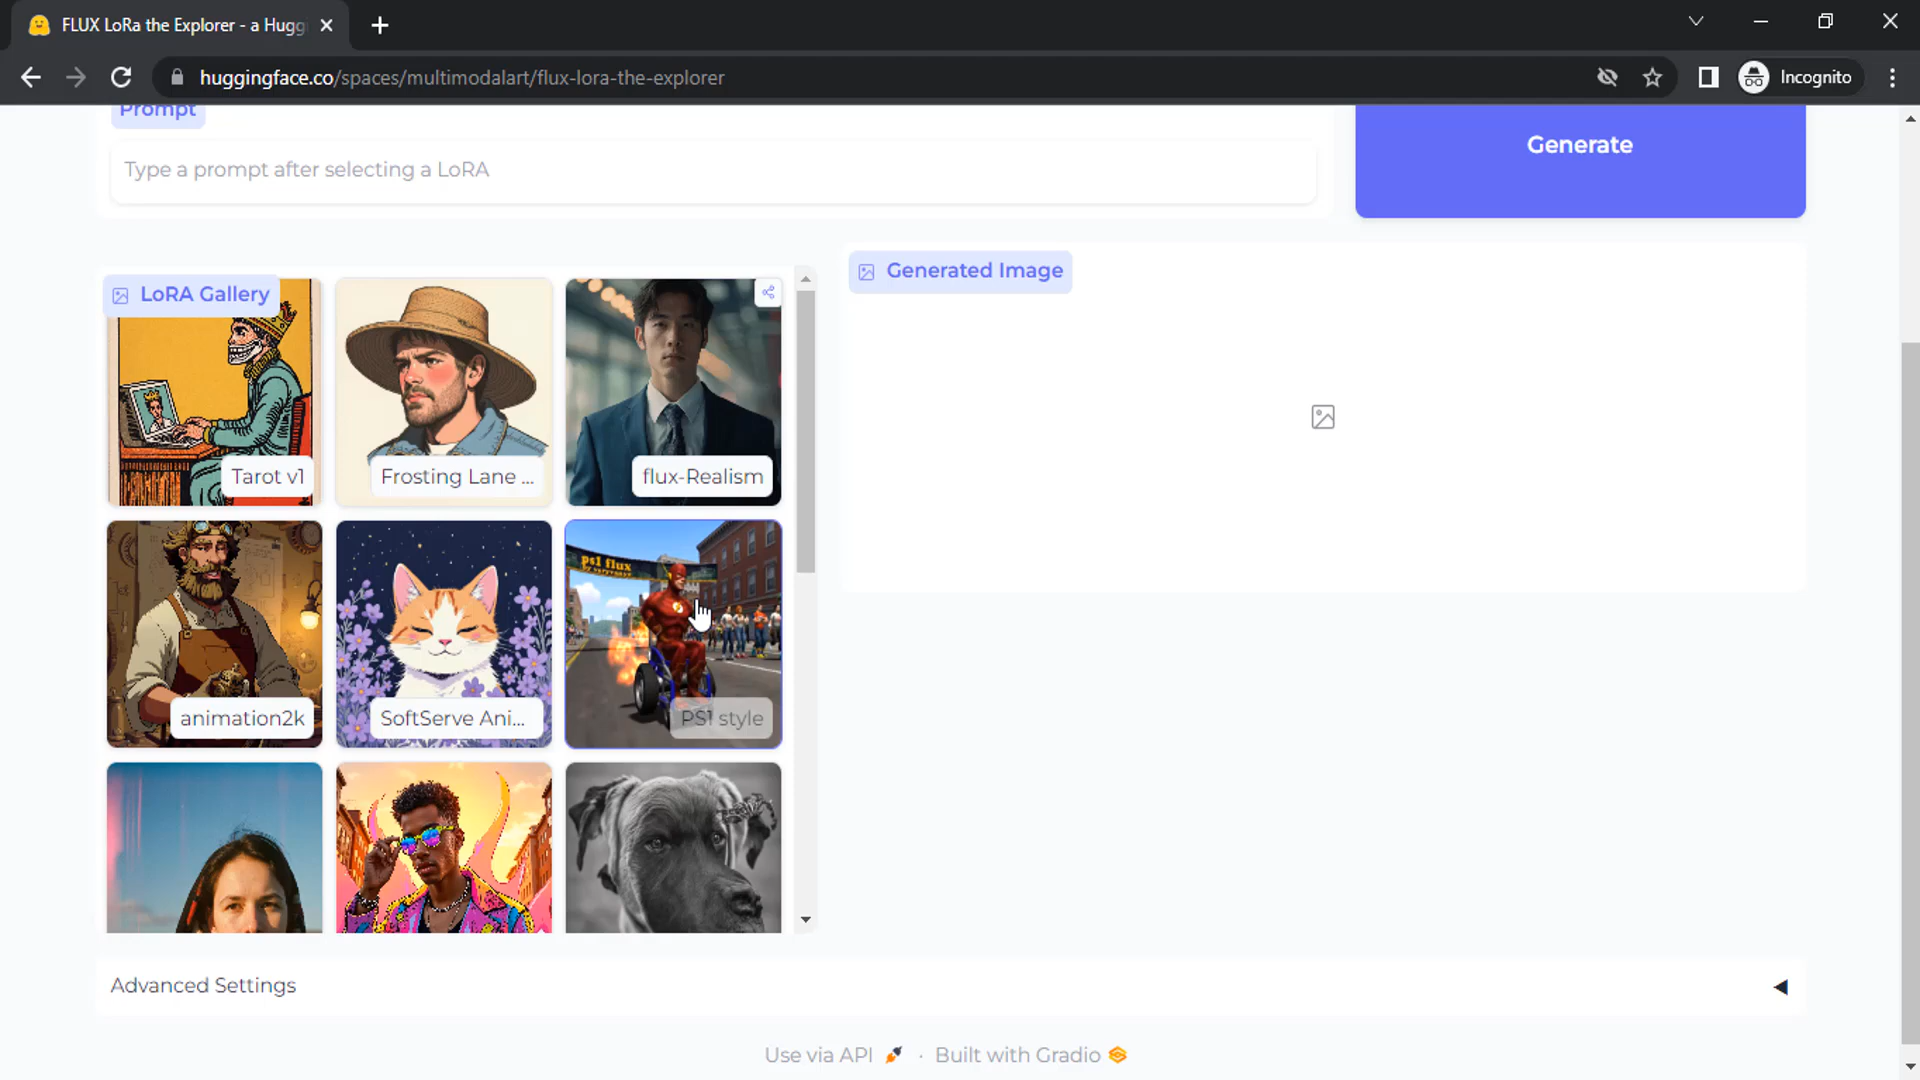 FLUX LoRa the Explorer - a Hugg
huggingface.co/spaces/multimodalart/flux-lora-the-explorer
Incognito
Prompt
Type a prompt after selecting a LoRA
Generate
LoRA Gallery
Generated Image
Tarot v1
Frosting Lane ...
flux-Realism
ps1 flux
animation2k
SoftServe Ani...
PS1 style
Advanced Settings
Use via API · Built with Gradio